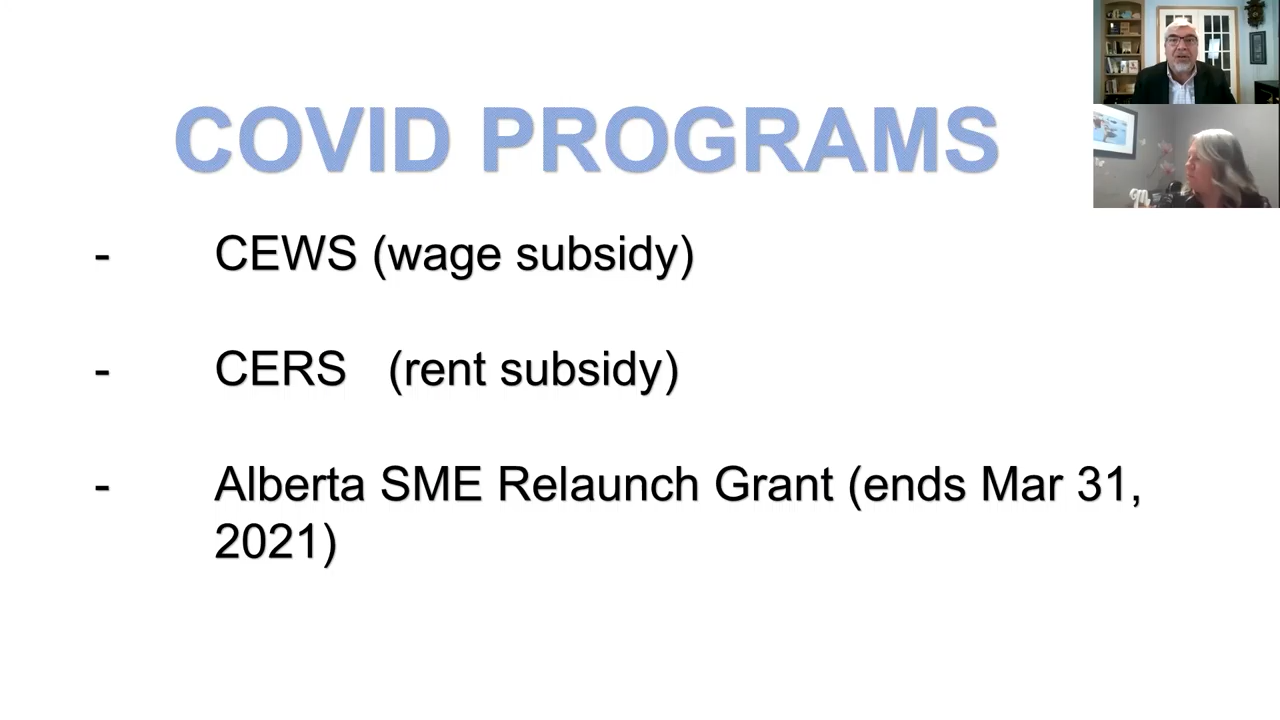 COVID PROGRAMS
- CEWS (wage subsidy)
- CERS (rent subsidy)
- Alberta SME Relaunch Grant (ends Mar 31,
2021)